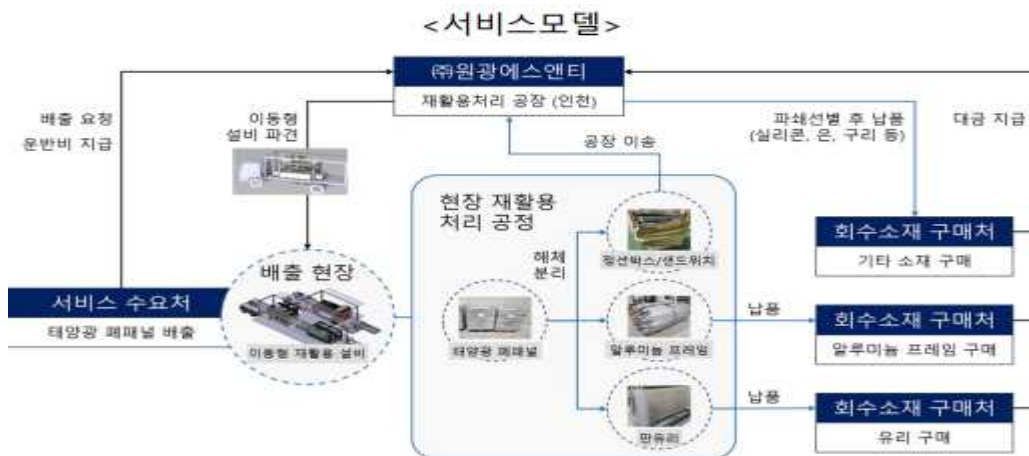 <서비스모델>
㈜원광에스앤티
재활용처리 공장 (인천)
배출 요청
운반비 지급
이동형
설비 파견
공장 이송
파쇄선별 후 납품
(실리콘, 은, 구리 등)
대금 지급
현장 재활용
처리 공정
해체
분리
정션박스/샌드위치
회수소재 구매처
기타 소재 구매
배출 현장
이동형 재활용 설비
서비스 수요처
태양광 폐패널 배출
태양광 폐패널
알루미늄 프레임
납품
회수소재 구매처
알루미늄 프레임 구매
판유리
납품
회수소재 구매처
유리 구매